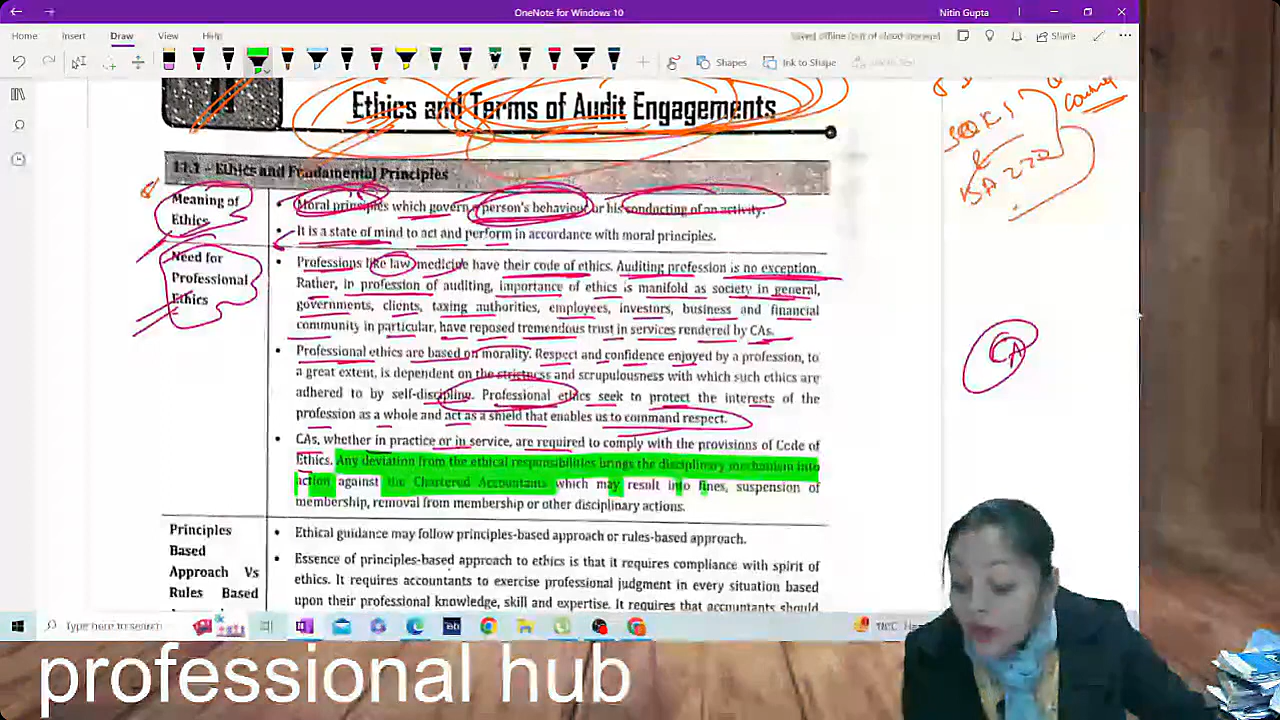 OneNote for Windows 10
Nitin Gupta
Home Insert Draw View Help
Share
Shapes
Ink to Shape
Ethics and Terms of Audit Engagements
SA 220
11.1 – Ethics and Fundamental Principles
Meaning of
Ethics
• Moral principles which govern a person's behaviour or his conducting of an activity.
• It is a state of mind to act and perform in accordance with moral principles.
Need for
Professional
Ethics
• Professions like law medicine have their code of ethics. Auditing profession is no exception.
Rather, in profession of auditing, importance of ethics is manifold as society in general,
governments, clients, taxing authorities, employees, investors, business and financial
community in particular, have reposed tremendous trust in services rendered by CAs.
• Professional ethics are based on morality. Respect and confidence enjoyed by a profession, to
a great extent, is dependent on the strictness and scrupulousness with which such ethics are
adhered to by self-discipline. Professional ethics seek to protect the interests of the
profession as a whole and act as a shield that enables us to command respect.
• CAs, whether in practice or in service, are required to comply with the provisions of Code of
Ethics. Any deviation from the ethical responsibilities brings the disciplinary mechanism into
action against the Chartered Accountants which may result into fines, suspension of
membership, removal from membership or other disciplinary actions.
CA
Principles
Based
Approach Vs
Rules Based
• Ethical guidance may follow principles-based approach or rules-based approach.
• Essence of principles-based approach to ethics is that it requires compliance with spirit of
ethics. It requires accountants to exercise professional judgment in every situation based
upon their professional knowledge, skill and expertise. It requires that accountants should
Type here to search
professional hub